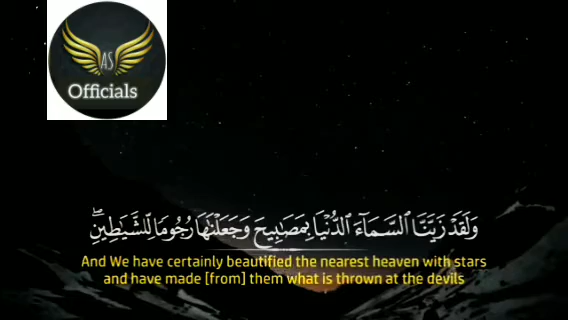 AS
Officials
وَلَقَدْ زَيَّنَّا ٱلسَّمَآءَ ٱلدُّنْيَا بِمَصَٰبِيحَ وَجَعَلْنَٰهَا رُجُومًا لِّلشَّيَٰطِينِۖ
And We have certainly beautified the nearest heaven with stars
and have made [from] them what is thrown at the devils